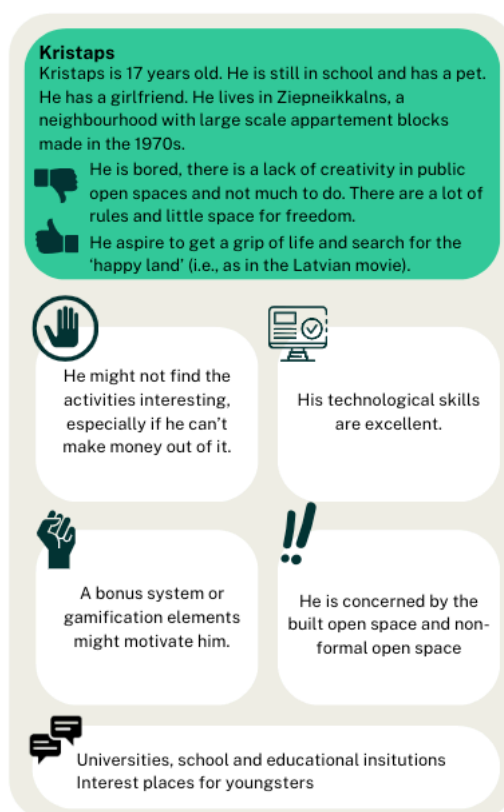 Kristaps
Kristaps is 17 years old. He is still in school and has a pet.
He has a girlfriend. He lives in Ziepneikkalns, a
neighbourhood with large scale appartement blocks
made in the 1970s.
He is bored, there is a lack of creativity in public
open spaces and not much to do. There are a lot of
rules and little space for freedom.
He aspire to get a grip of life and search for the
‘happy land’ (i.e., as in the Latvian movie).
He might not find the
activities interesting,
especially if he can’t
make money out of it.
His technological skills
are excellent.
A bonus system or
gamification elements
might motivate him.
He is concerned by the
built open space and non-
formal open space
Universities, school and educational insitutions
Interest places for youngsters